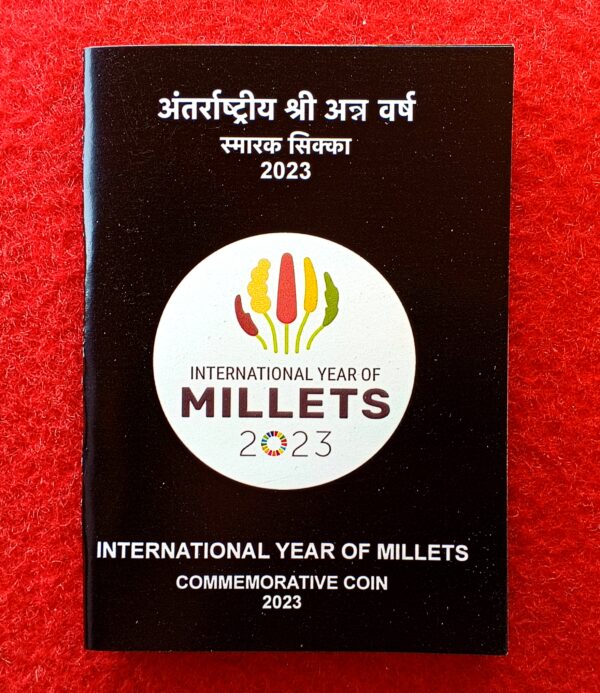 अंतर्राष्ट्रीय श्री अन्न वर्ष
स्मारक सिक्का
2023
INTERNATIONAL YEAR OF
MILLETS
2023
INTERNATIONAL YEAR OF MILLETS
COMMEMORATIVE COIN
2023